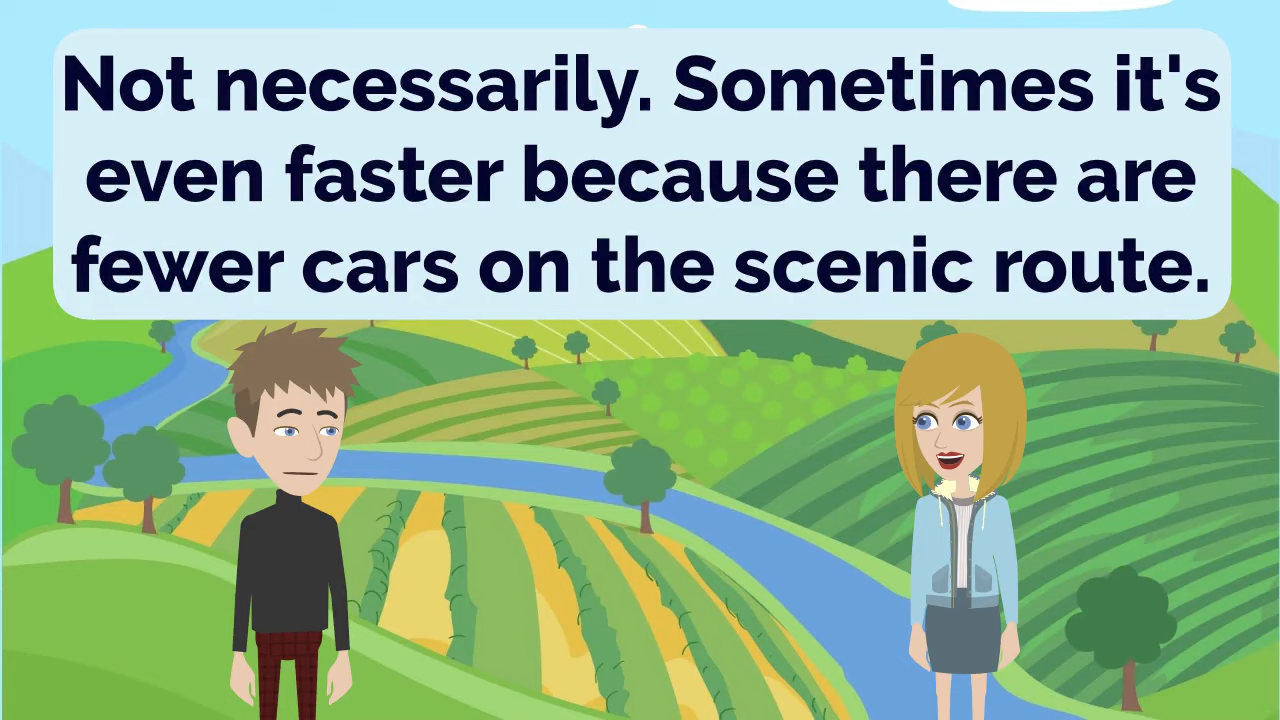 Not necessarily. Sometimes it's
even faster because there are
fewer cars on the scenic route.